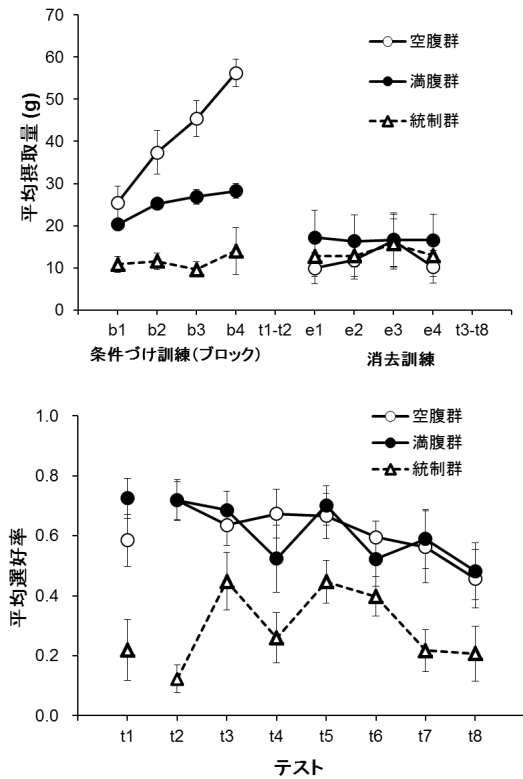 70
60
50
40
30
20
10
0
平均摂取量 (g)
空腹群
満腹群
統制群
b1 b2 b3 b4 t1-t2 e1 e2 e3 e4 t3-t8
条件づけ訓練(ブロック) 消去訓練
1.0
0.8
0.6
0.4
0.2
0.0
平均選好率
空腹群
満腹群
統制群
t1 t2 t3 t4 t5 t6 t7 t8
テスト